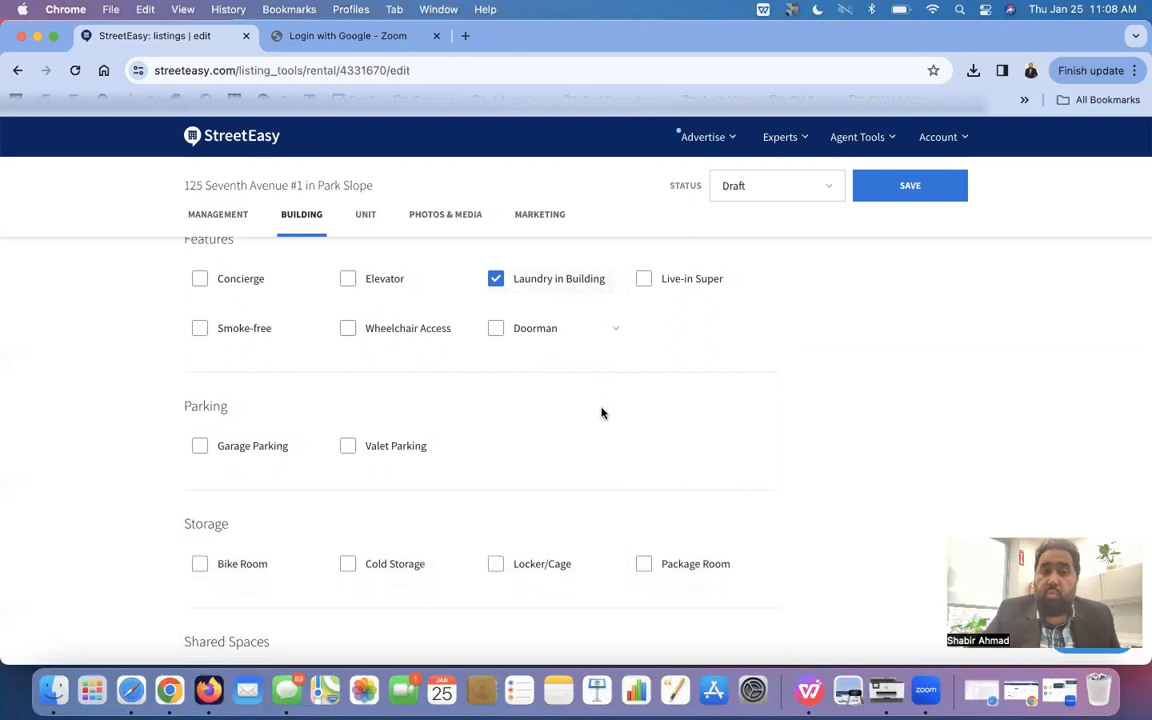 Chrome File Edit View History Bookmarks Profiles Tab Window Help Thu Jan 25 11:08 AM
StreetEasy: listings | edit Login with Google - Zoom
streeteasy.com/listing_tools/rental/4331670/edit Finish update
All Bookmarks
StreetEasy Advertise Experts Agent Tools Account
125 Seventh Avenue #1 in Park Slope STATUS Draft SAVE
MANAGEMENT BUILDING UNIT PHOTOS & MEDIA MARKETING
Features
Concierge Elevator Laundry in Building Live-in Super
Smoke-free Wheelchair Access Doorman
Parking
Garage Parking Valet Parking
Storage
Bike Room Cold Storage Locker/Cage Package Room
Shared Spaces
Shabir Ahmad
89 1 JAN 25 zoom